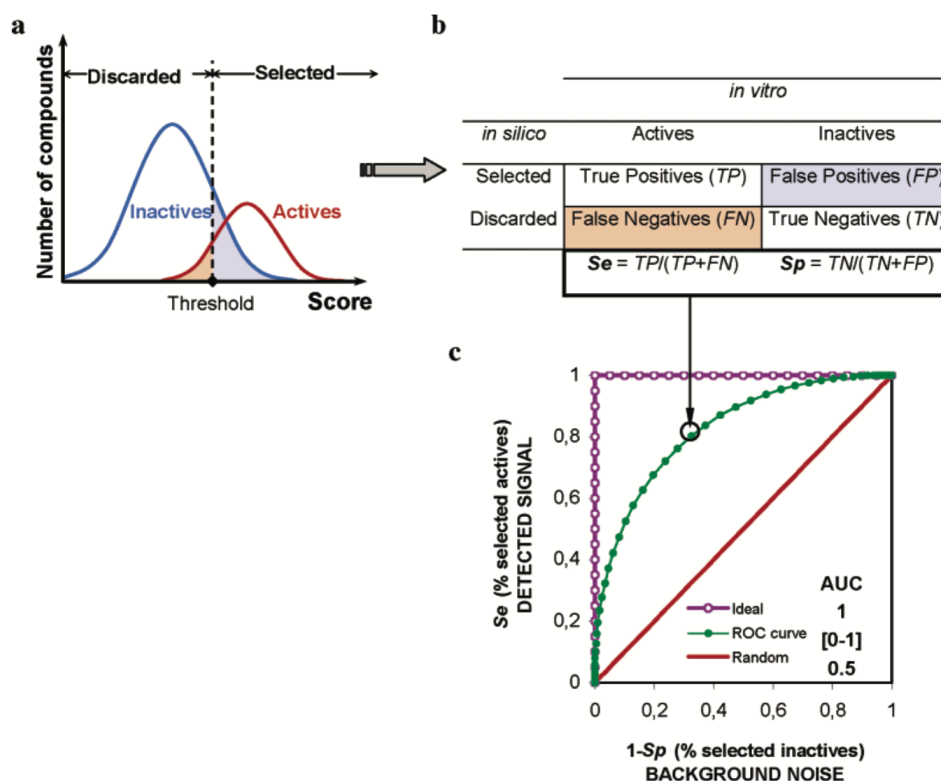 a
Discarded
Selected
Number of compounds
Inactives
Actives
Threshold
Score
b
in vitro
in silico
Actives
Inactives
Selected
True Positives (TP)
False Positives (FP)
Discarded
False Negatives (FN)
True Negatives (TN)
Se = TP/(TP+FN)
Sp = TN/(TN+FP)
c
Se (% selected actives)
DETECTED SIGNAL
1
0,8
0,6
0,4
0,2
0
AUC
Ideal
1
ROC curve
[0-1]
Random
0.5
0
0,2
0,4
0,6
0,8
1
1-Sp (% selected inactives)
BACKGROUND NOISE